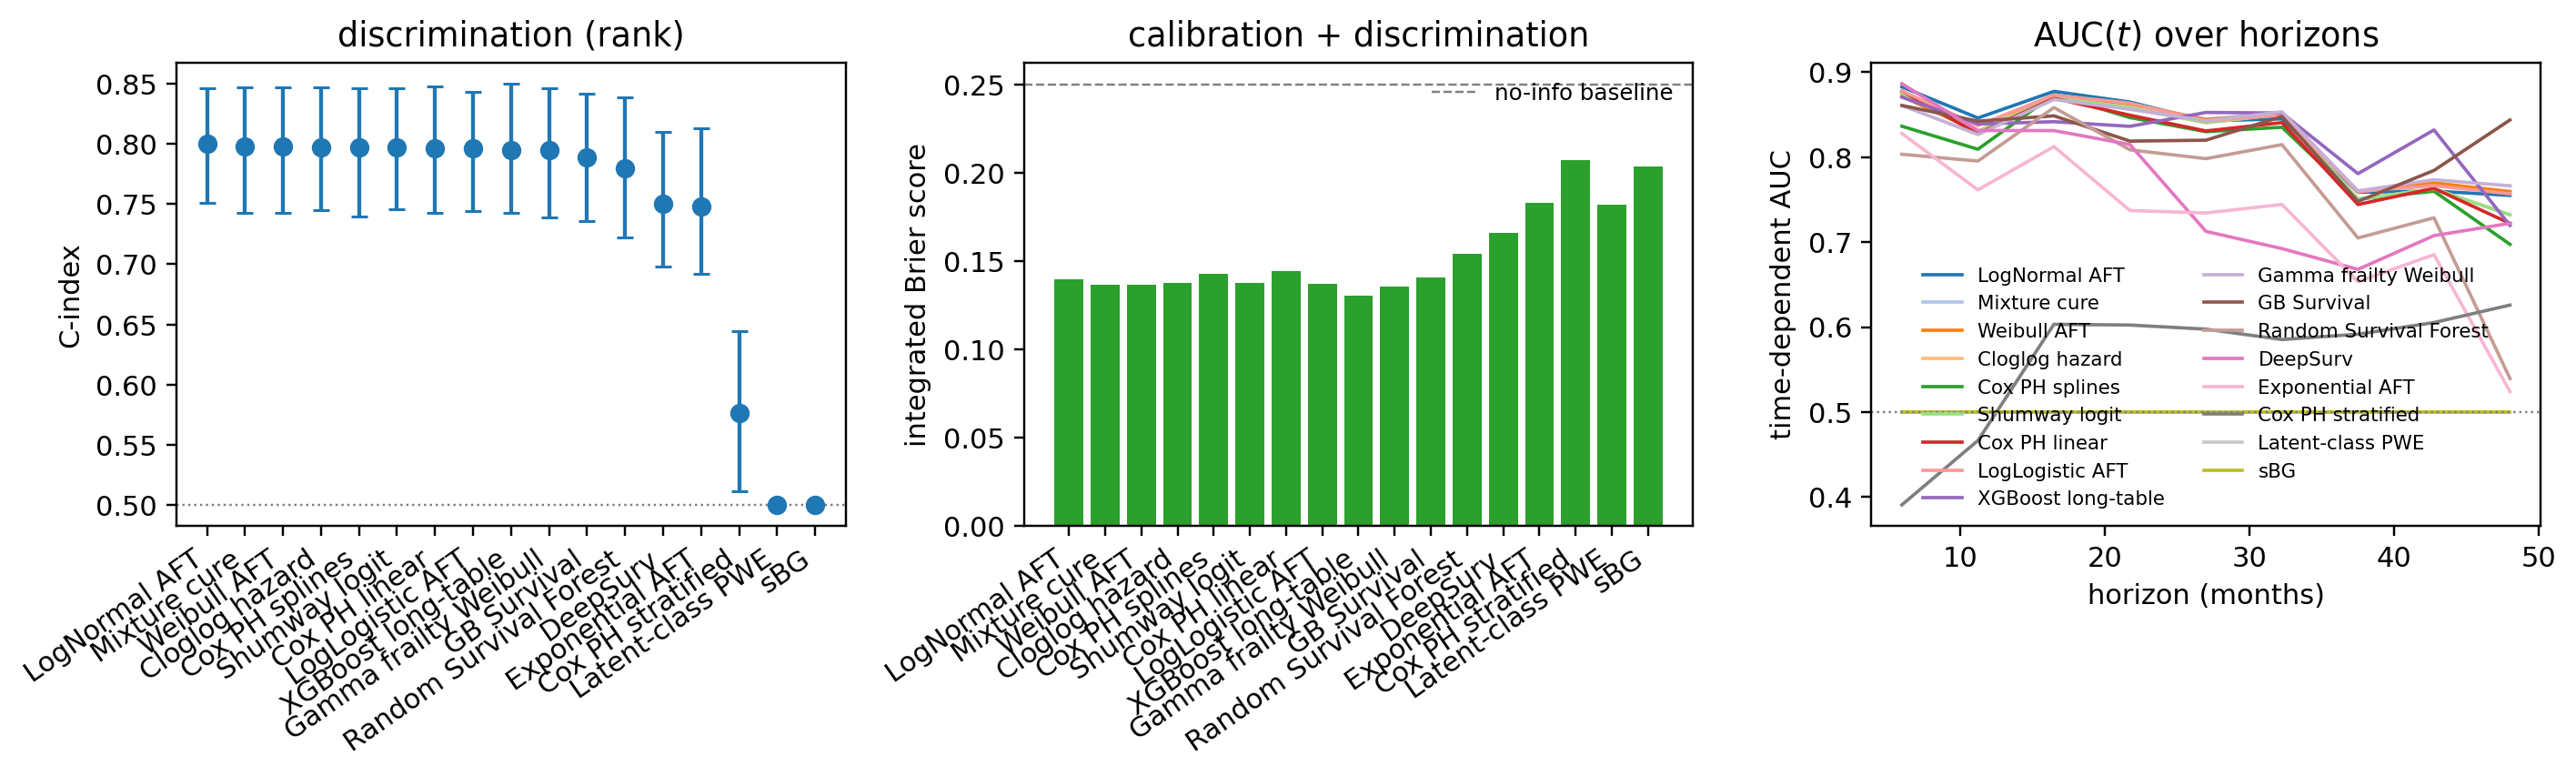 discrimination (rank)
C-index
0.85
0.80
0.75
0.70
0.65
0.60
0.55
0.50
LogNormal AFT
Mixture cure
Weibull AFT
Cloglog hazard
Cox PH splines
Shumway logit
Cox PH linear
LogLogistic AFT
XGBoost long-table
Gamma frailty Weibull
GB Survival
Random Survival Forest
DeepSurv
Exponential AFT
Cox PH stratified
Latent-class PWE
sBG
calibration + discrimination
integrated Brier score
0.25
0.20
0.15
0.10
0.05
0.00
no-info baseline
LogNormal AFT
Mixture cure
Weibull AFT
Cloglog hazard
Cox PH splines
Shumway logit
Cox PH linear
LogLogistic AFT
XGBoost long-table
Gamma frailty Weibull
GB Survival
Random Survival Forest
DeepSurv
Exponential AFT
Cox PH stratified
Latent-class PWE
sBG
AUC(t) over horizons
time-dependent AUC
0.9
0.8
0.7
0.6
0.5
0.4
LogNormal AFT
Mixture cure
Weibull AFT
Cloglog hazard
Cox PH splines
Shumway logit
Cox PH linear
LogLogistic AFT
XGBoost long-table
Gamma frailty Weibull
GB Survival
Random Survival Forest
DeepSurv
Exponential AFT
Cox PH stratified
Latent-class PWE
sBG
10
20
30
40
50
horizon (months)